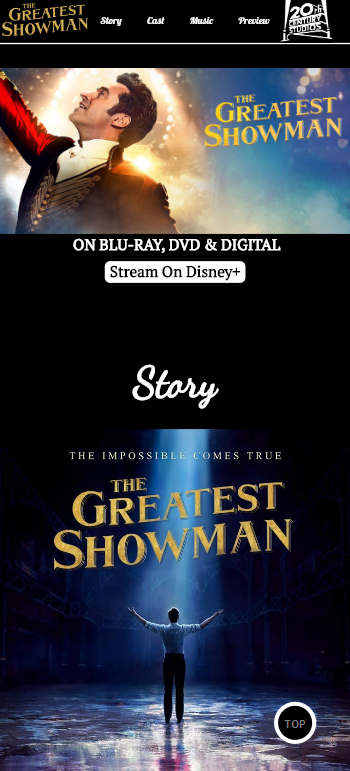 THE
GREATEST
SHOWMAN
Story Cast Music Preview
20th
CENTURY
STUDIOS
THE
GREATEST
SHOWMAN
ON BLU-RAY, DVD & DIGITAL
Stream On Disney+
Story
THE IMPOSSIBLE COMES TRUE
THE
GREATEST
SHOWMAN
TOP